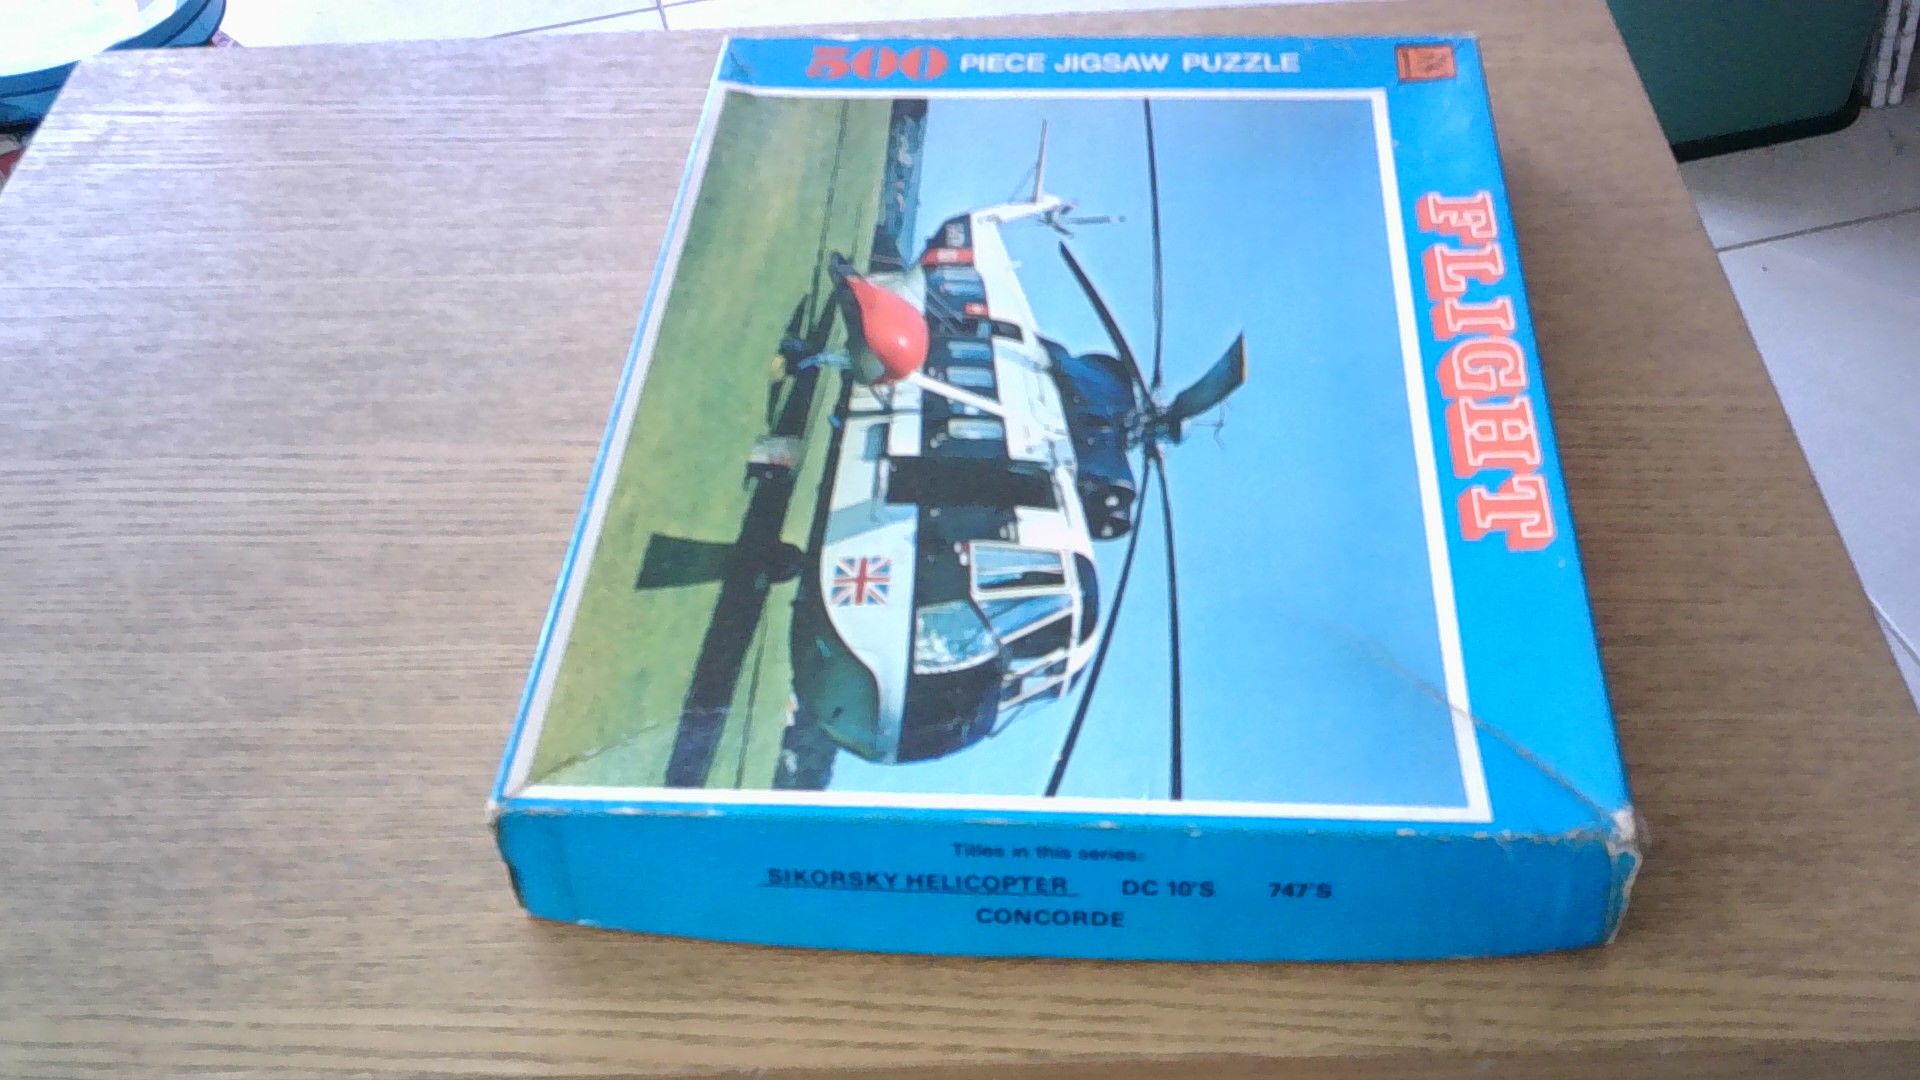 500 PIECE JIGSAW PUZZLE
FLIGHT
Titles in this series:
SIKORSKY HELICOPTER DC 10'S 747'S
CONCORDE